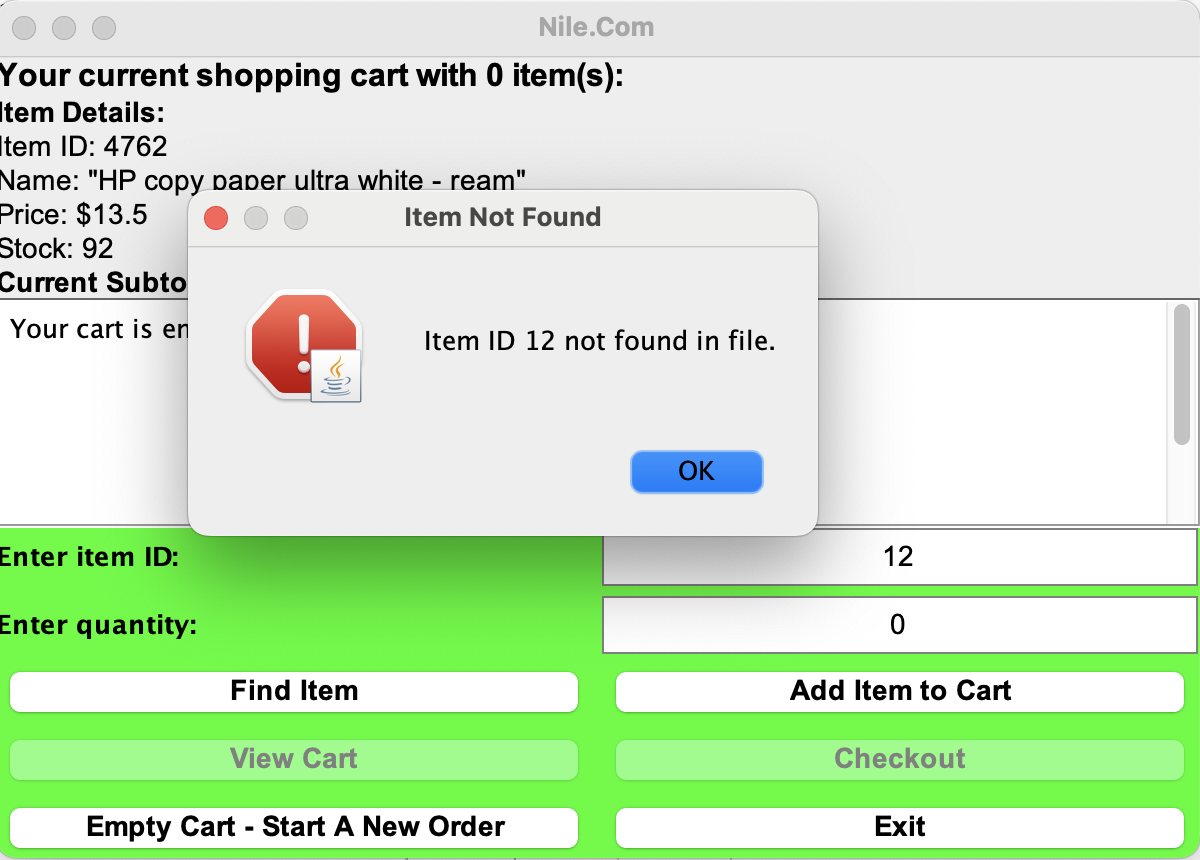 Nile.Com
Your current shopping cart with 0 item(s):
Item Details:
Item ID: 4762
Name: "HP copy paper ultra white - ream"
Price: $13.5
Stock: 92
Current Subto
Your cart is
Item Not Found
Item ID 12 not found in file.
OK
Enter item ID:
12
Enter quantity:
0
Find Item
Add Item to Cart
View Cart
Checkout
Empty Cart - Start A New Order
Exit